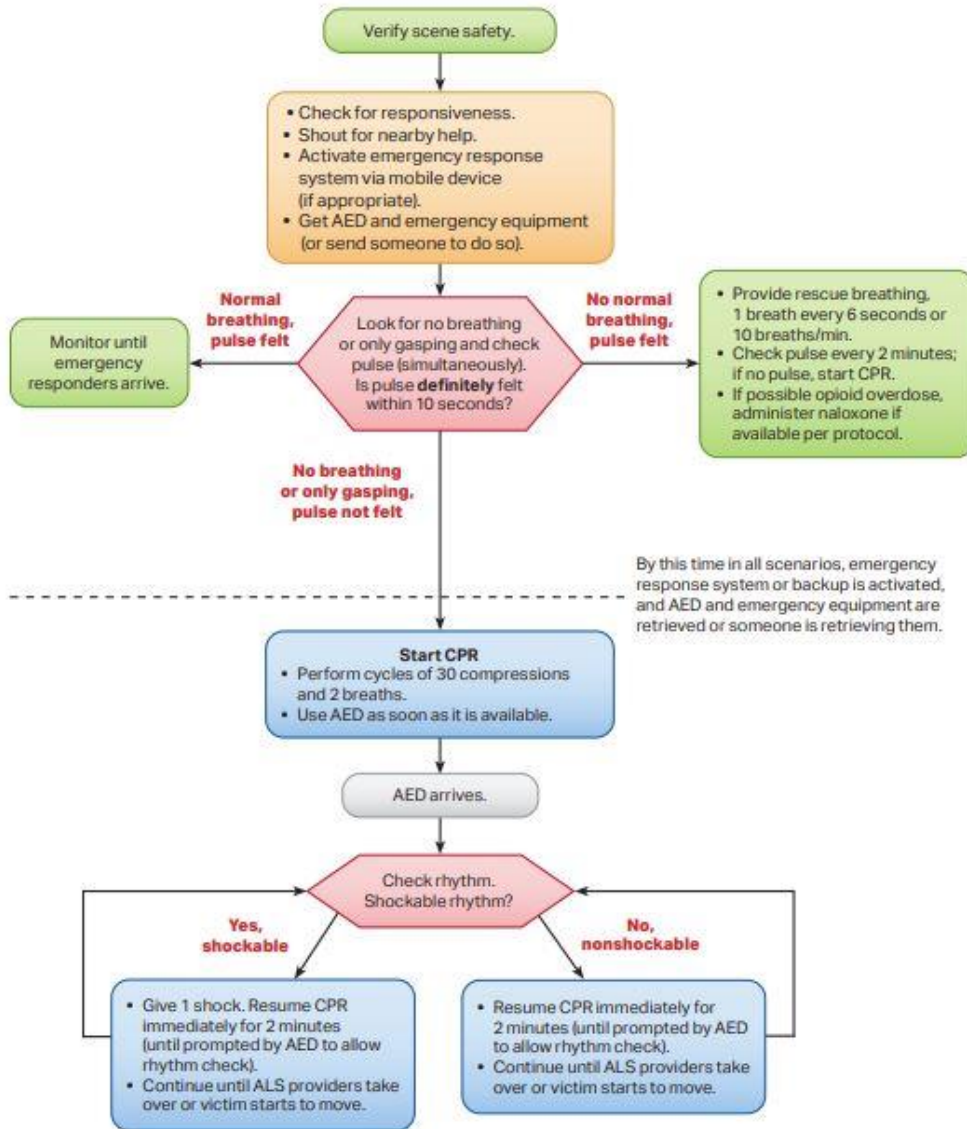 Verify scene safety.
• Check for responsiveness.
• Shout for nearby help.
• Activate emergency response
system via mobile device
(if appropriate).
• Get AED and emergency equipment
(or send someone to do so).
Normal
breathing,
pulse felt
Monitor until
emergency
responders arrive.
Look for no breathing
or only gasping and check
pulse (simultaneously).
Is pulse definitely felt
within 10 seconds?
No normal
breathing,
pulse felt
• Provide rescue breathing,
1 breath every 6 seconds or
10 breaths/min.
• Check pulse every 2 minutes;
if no pulse, start CPR.
• If possible opioid overdose,
administer naloxone if
available per protocol.
No breathing
or only gasping,
pulse not felt
By this time in all scenarios, emergency
response system or backup is activated,
and AED and emergency equipment are
retrieved or someone is retrieving them.
Start CPR
• Perform cycles of 30 compressions
and 2 breaths.
• Use AED as soon as it is available.
AED arrives.
Check rhythm.
Shockable rhythm?
Yes,
shockable
No,
nonshockable
• Give 1 shock. Resume CPR
immediately for 2 minutes
(until prompted by AED to allow
rhythm check).
• Continue until ALS providers take
over or victim starts to move.
• Resume CPR immediately for
2 minutes (until prompted by AED
to allow rhythm check).
• Continue until ALS providers take
over or victim starts to move.